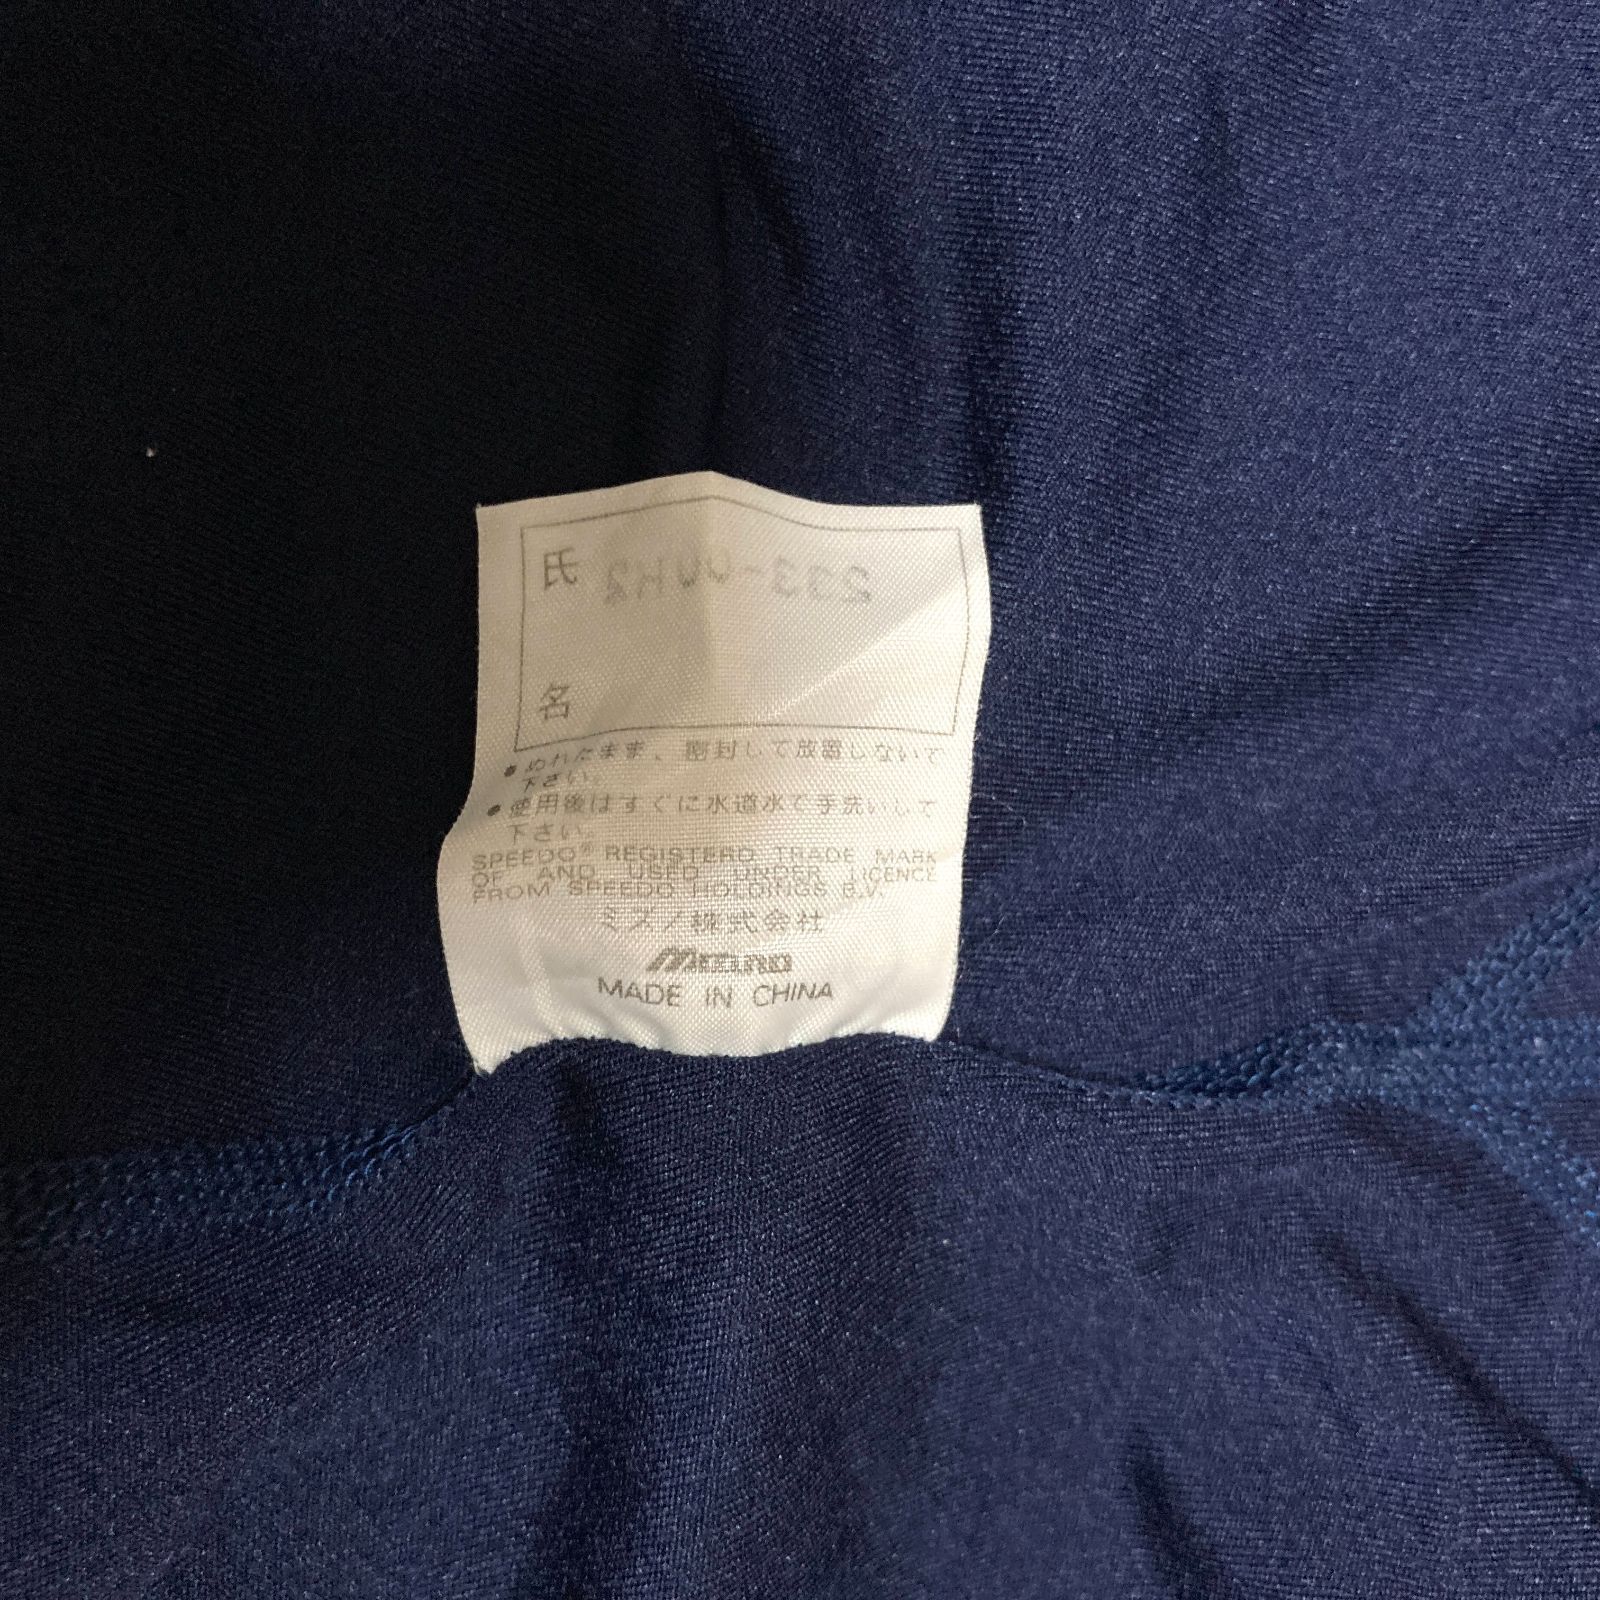 氏
名
●ぬれたまま、密封して放置しないで
下さい。
●使用後はすぐに水道水で手洗いして
下さい。
SPEEDO® REGISTERD TRADE MARK
OF AND USED UNDER LICENCE
FROM SPEEDO HOLDINGS B.V.
ミズノ株式会社
MIZUNO
MADE IN CHINA